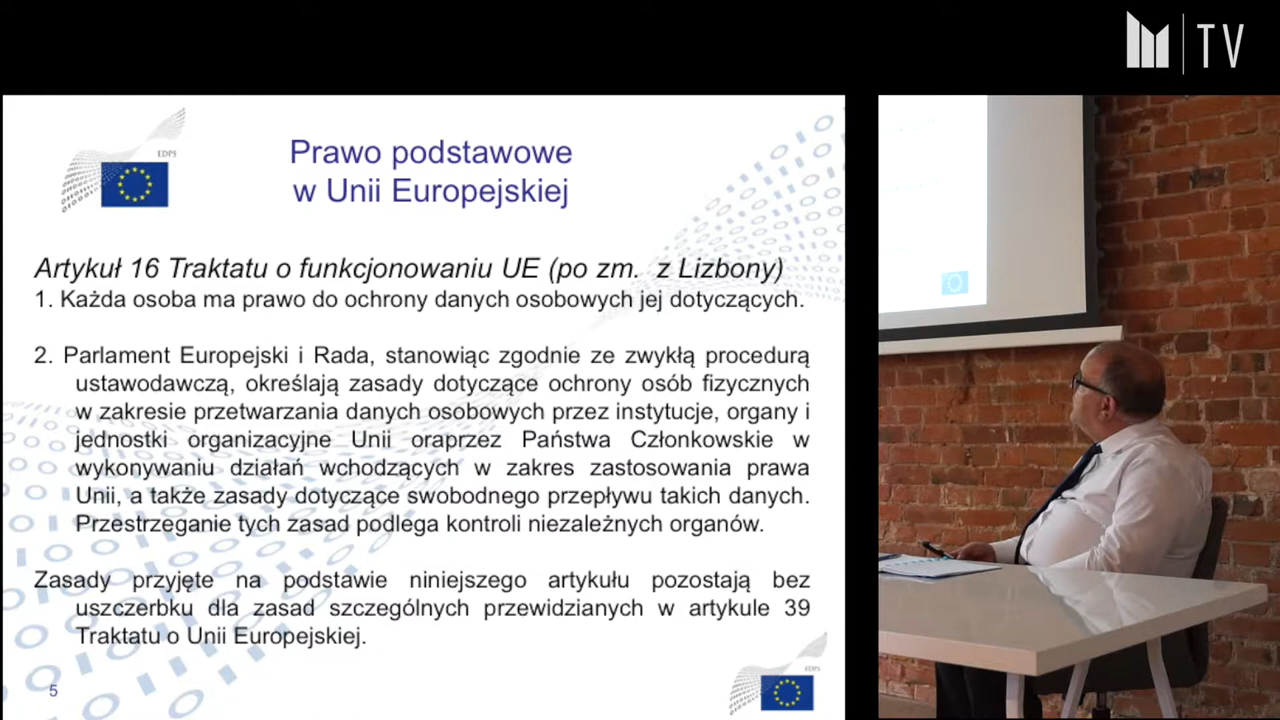 TV
EDPS
Prawo podstawowe
w Unii Europejskiej
Artykuł 16 Traktatu o funkcjonowaniu UE (po zm. z Lizbony)
1. Każda osoba ma prawo do ochrony danych osobowych jej dotyczących.
2. Parlament Europejski i Rada, stanowiąc zgodnie ze zwykłą procedurą
ustawodawczą, określają zasady dotyczące ochrony osób fizycznych
w zakresie przetwarzania danych osobowych przez instytucje, organy i
jednostki organizacyjne Unii oraprzez Państwa Członkowskie w
wykonywaniu działań wchodzących w zakres zastosowania prawa
Unii, a także zasady dotyczące swobodnego przepływu takich danych.
Przestrzeganie tych zasad podlega kontroli niezależnych organów.
Zasady przyjęte na podstawie niniejszego artykułu pozostają bez
uszczerbku dla zasad szczególnych przewidzianych w artykule 39
Traktatu o Unii Europejskiej.
5
EDPS